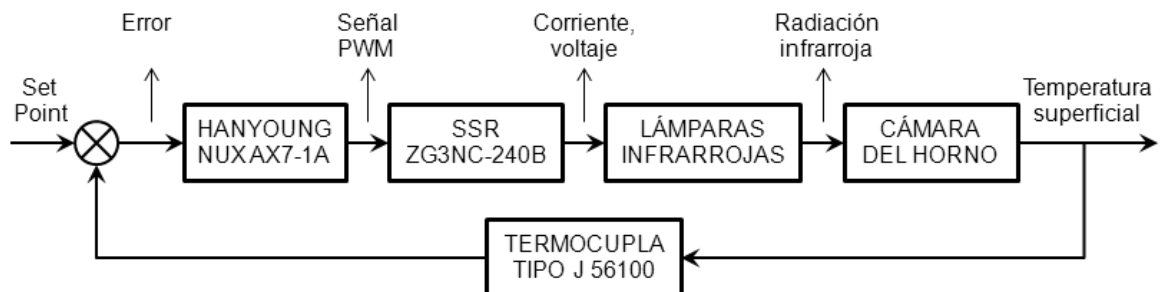 Error
Señal
PWM
Corriente,
voltaje
Radiación
infrarroja
Set
Point
HANYOUNG
NUX AX7-1A
SSR
ZG3NC-240B
LÁMPARAS
INFRARROJAS
CÁMARA
DEL HORNO
Temperatura
superficial
TERMOCUPLA
TIPO J 56100